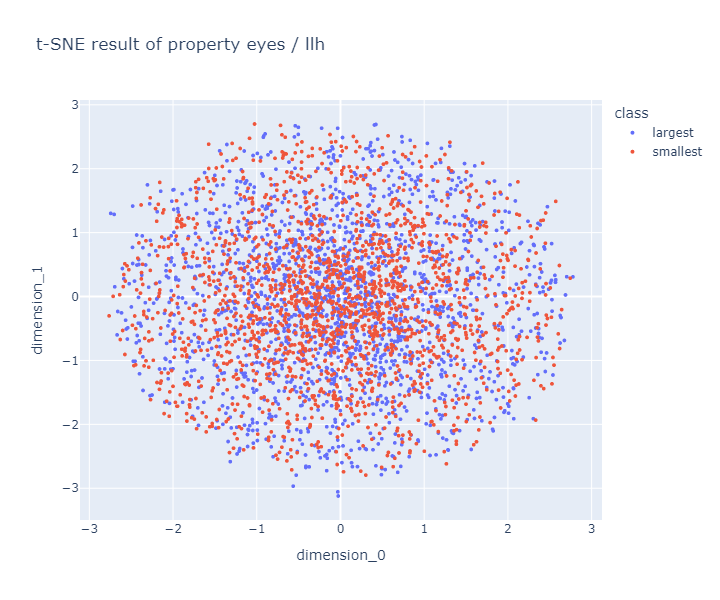 t-SNE result of property eyes / llh
class
largest
smallest
3
2
1
0
−1
−2
−3
dimension_1
−3
−2
−1
0
1
2
3
dimension_0